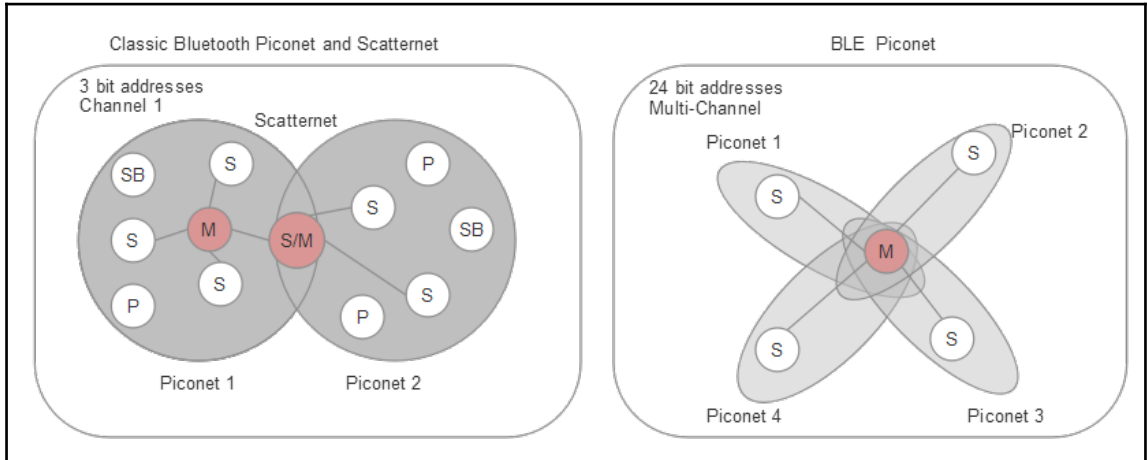 Classic Bluetooth Piconet and Scatternet
3 bit addresses
Channel 1
Scatternet
SB
S
S
M
S
P
S/M
P
S
SB
S
P
Piconet 1
Piconet 2
BLE Piconet
24 bit addresses
Multi-Channel
Piconet 1
Piconet 2
S
S
M
S
S
Piconet 4
Piconet 3